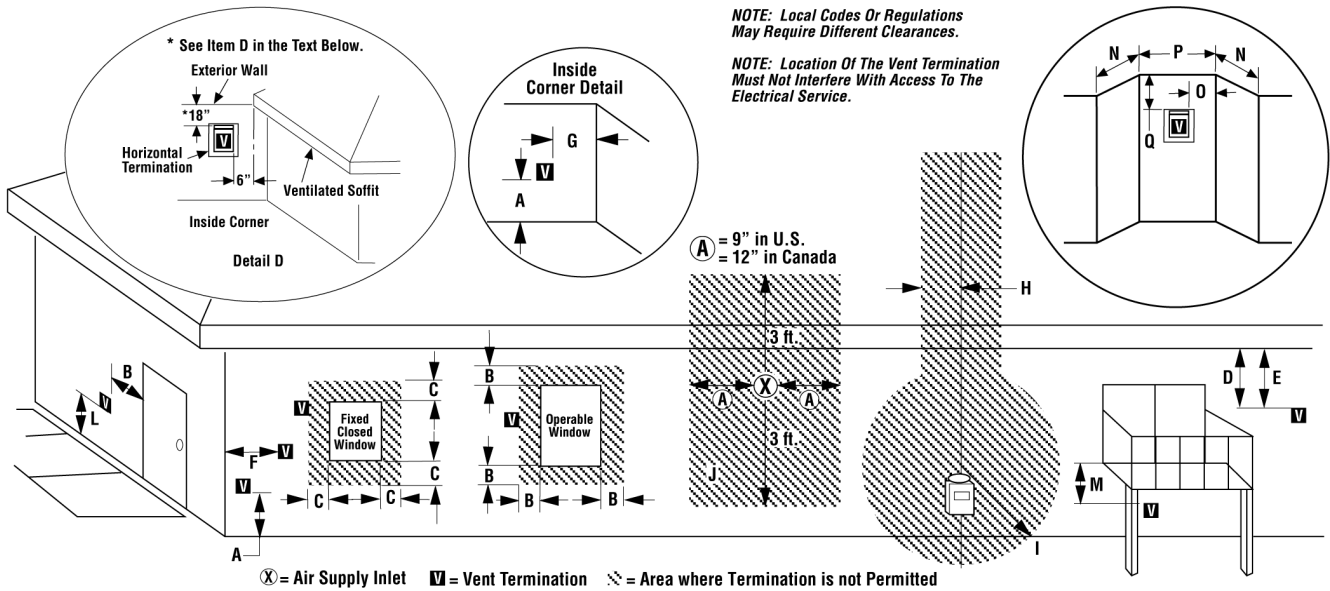 * See Item D in the Text Below.
Exterior Wall
*18"
V
Horizontal
Termination
6"
Ventilated Soffit
Inside Corner
Detail D
Inside
Corner Detail
G
V
A
NOTE: Local Codes Or Regulations
May Require Different Clearances.
NOTE: Location Of The Vent Termination
Must Not Interfere With Access To The
Electrical Service.
N P N
O
Q
V
A = 9" in U.S.
= 12" in Canada
H
3 ft.
A X A
3 ft.
J
I
B
V
L
F V
V
A
V
Fixed
Closed
Window
C
C
C C
B
V
Operable
Window
B
B B
D E
V
M
V
X = Air Supply Inlet
V = Vent Termination
= Area where Termination is not Permitted